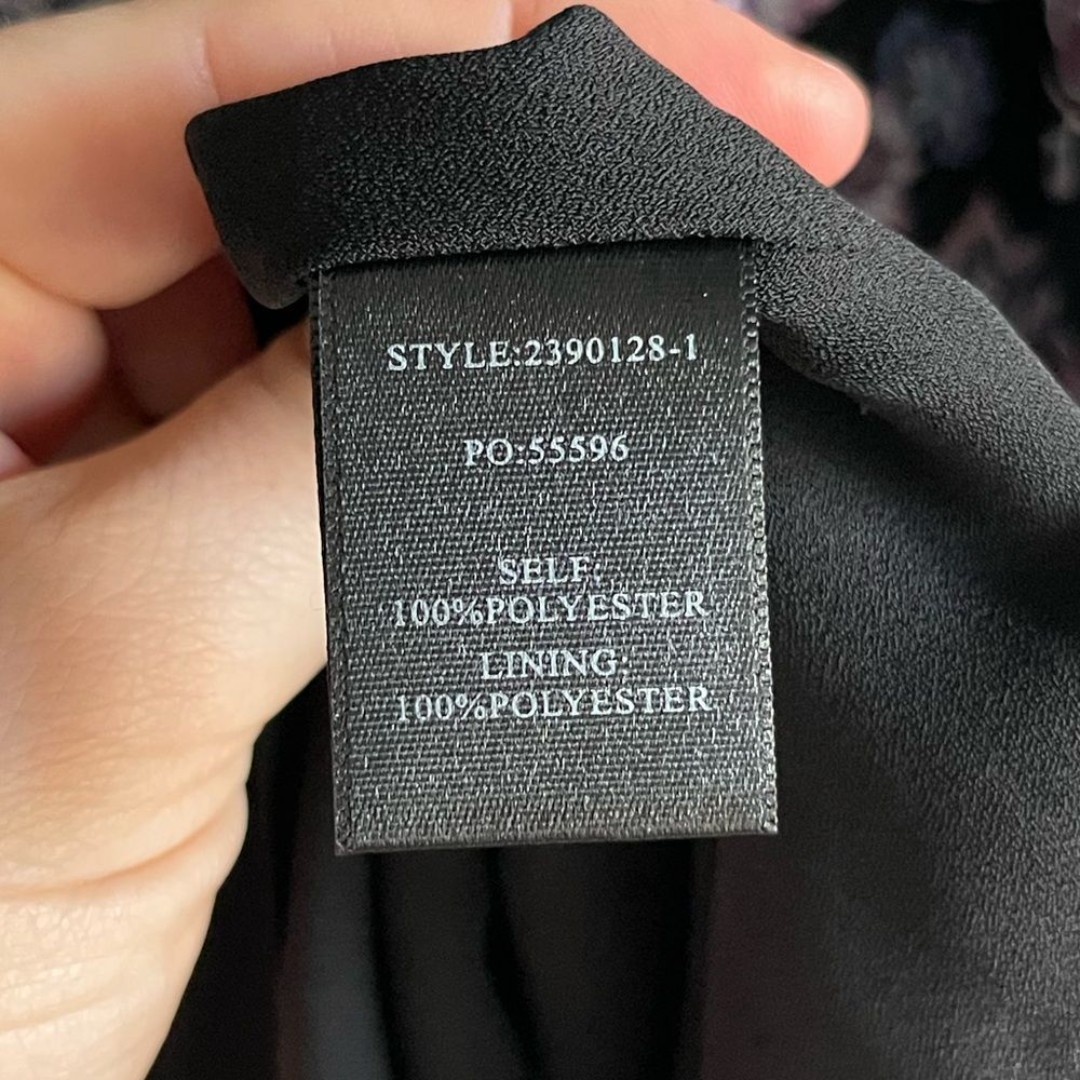 STYLE:2390128-1
PO:55596
SELF:
100%POLYESTER
LINING:
100%POLYESTER